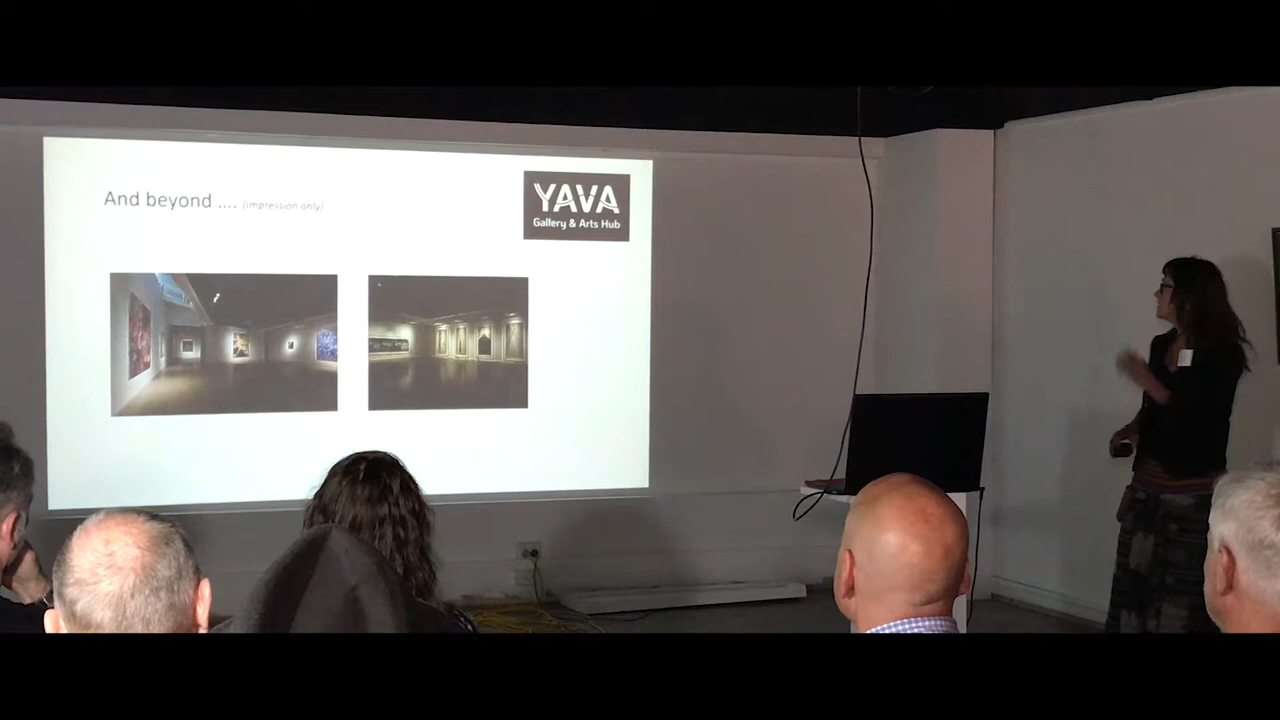 And beyond .... (impression only)
YAVA
Gallery & Arts Hub